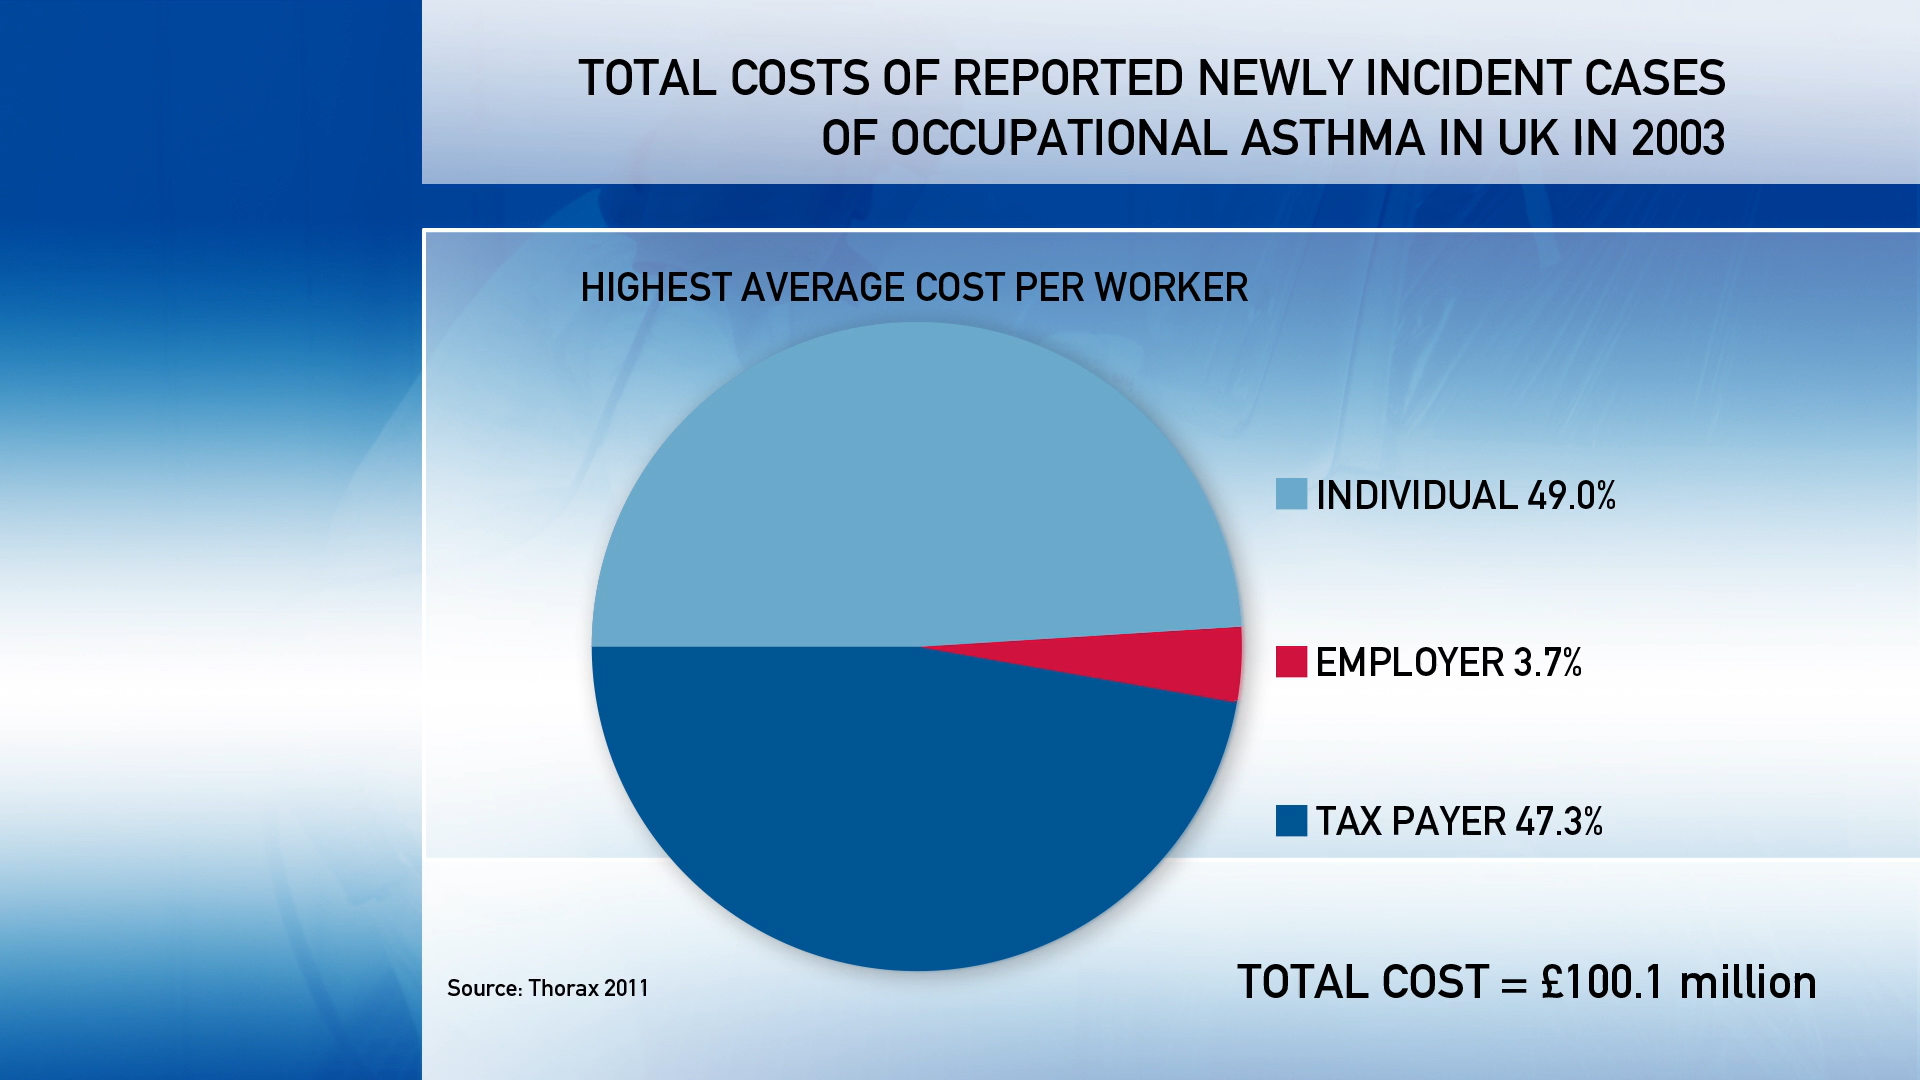 TOTAL COSTS OF REPORTED NEWLY INCIDENT CASES
OF OCCUPATIONAL ASTHMA IN UK IN 2003
HIGHEST AVERAGE COST PER WORKER
INDIVIDUAL 49.0%
EMPLOYER 3.7%
TAX PAYER 47.3%
Source: Thorax 2011
TOTAL COST = £100.1 million